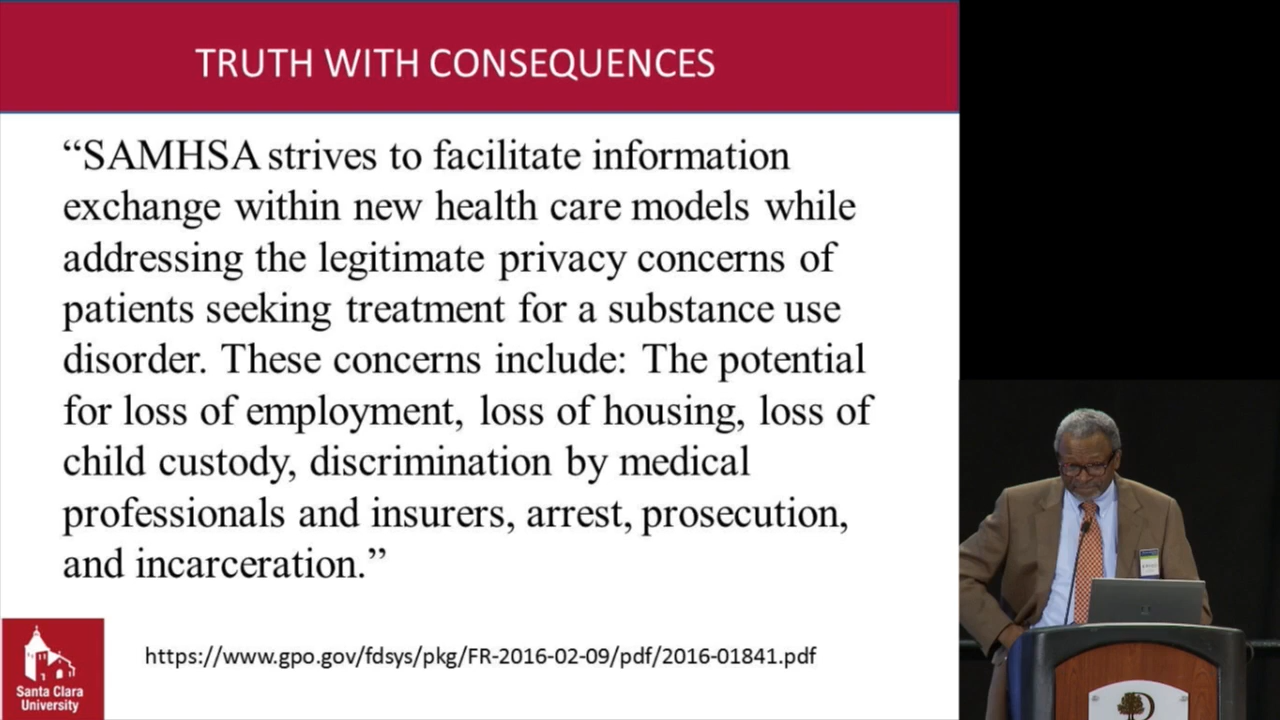 TRUTH WITH CONSEQUENCES
“SAMHSA strives to facilitate information
exchange within new health care models while
addressing the legitimate privacy concerns of
patients seeking treatment for a substance use
disorder. These concerns include: The potential
for loss of employment, loss of housing, loss of
child custody, discrimination by medical
professionals and insurers, arrest, prosecution,
and incarceration.”
https://www.gpo.gov/fdsys/pkg/FR-2016-02-09/pdf/2016-01841.pdf
Santa Clara
University
D